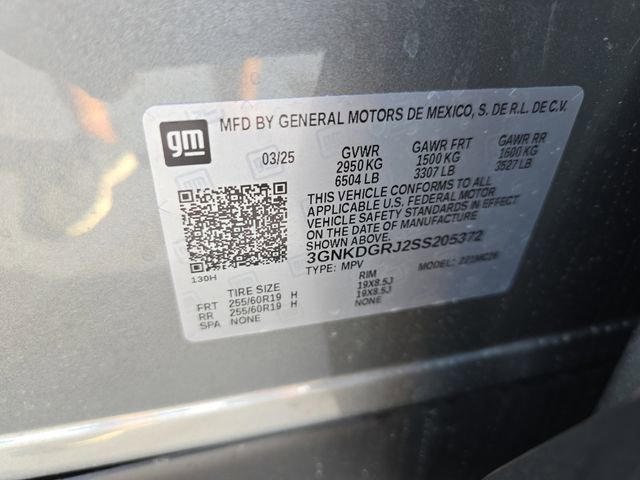 gm
MFD BY GENERAL MOTORS DE MEXICO, S. DE R.L. DE C.V.
03/25 GVWR GAWR FRT GAWR RR
2950 KG 1500 KG 1600 KG
6504 LB 3307 LB 3527 LB
THIS VEHICLE CONFORMS TO ALL
APPLICABLE U.S. FEDERAL MOTOR
VEHICLE SAFETY STANDARDS IN EFFECT
ON THE DATE OF MANUFACTURE
SHOWN ABOVE.
3GNKDGRJ2SS205372
TYPE: MPV MODEL:
130H
TIRE SIZE RIM
FRT 255/60R19 H 19X8.5J
RR 255/60R19 H 19X8.5J
SPA NONE NONE